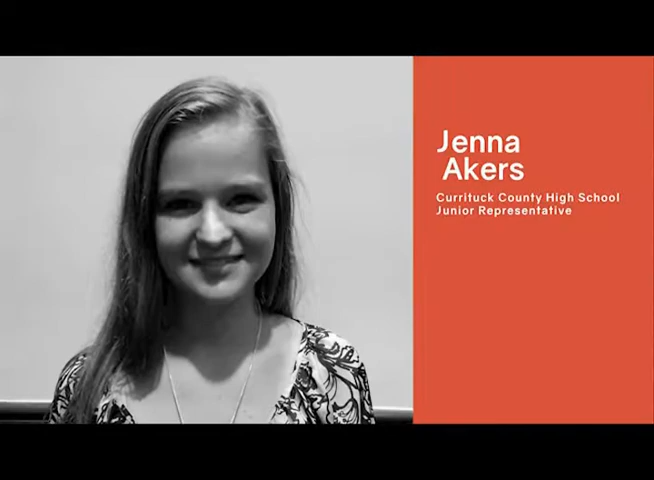 Jenna
Akers
Currituck County High School
Junior Representative